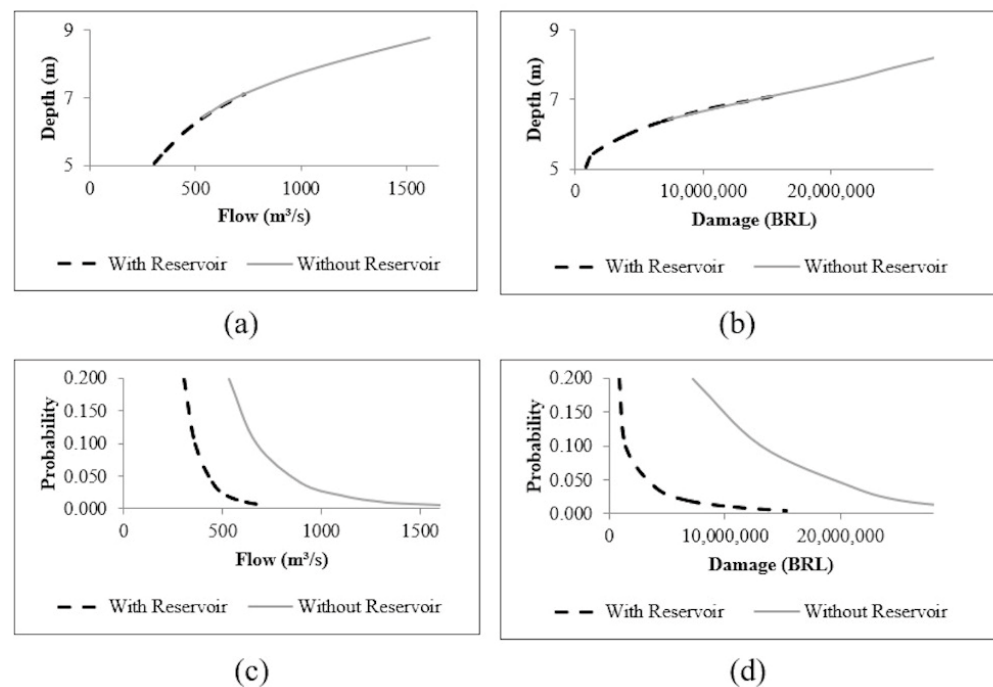 9
7
5
Depth (m)
0 500 1000 1500
Flow (m³/s)
With Reservoir Without Reservoir
(a)
9
7
5
Depth (m)
0 10,000,000 20,000,000
Damage (BRL)
With Reservoir Without Reservoir
(b)
0.200
0.150
0.100
0.050
0.000
Probability
0 500 1000 1500
Flow (m³/s)
With Reservoir Without Reservoir
(c)
0.200
0.150
0.100
0.050
0.000
Probability
0 10,000,000 20,000,000
Damage (BRL)
With Reservoir Without Reservoir
(d)